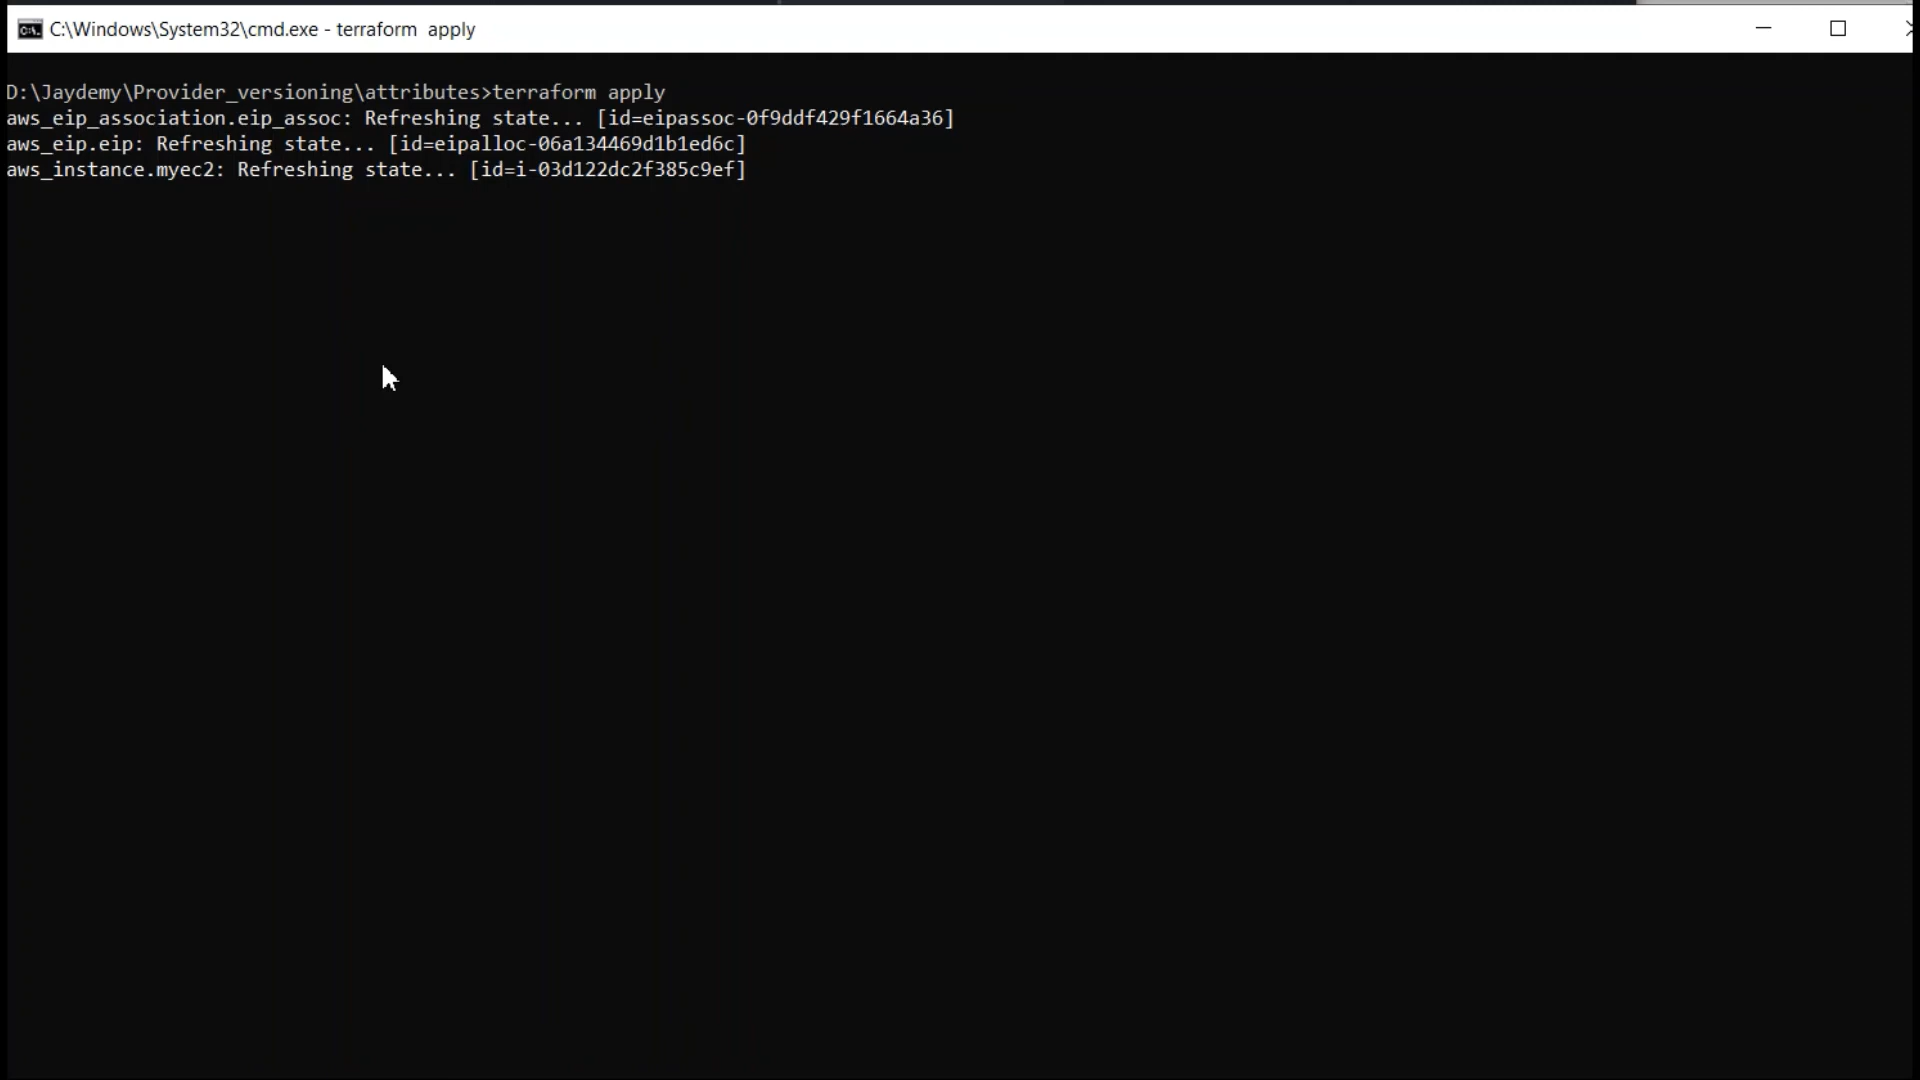 C:\Windows\System32\cmd.exe - terraform  apply
D:\Jaydemy\Provider_versioning\attributes>terraform apply
aws_eip_association.eip_assoc: Refreshing state... [id=eipassoc-0f9ddf429f1664a36]
aws_eip.eip: Refreshing state... [id=eipalloc-06a134469d1b1ed6c]
aws_instance.myec2: Refreshing state... [id=i-03d122dc2f385c9ef]